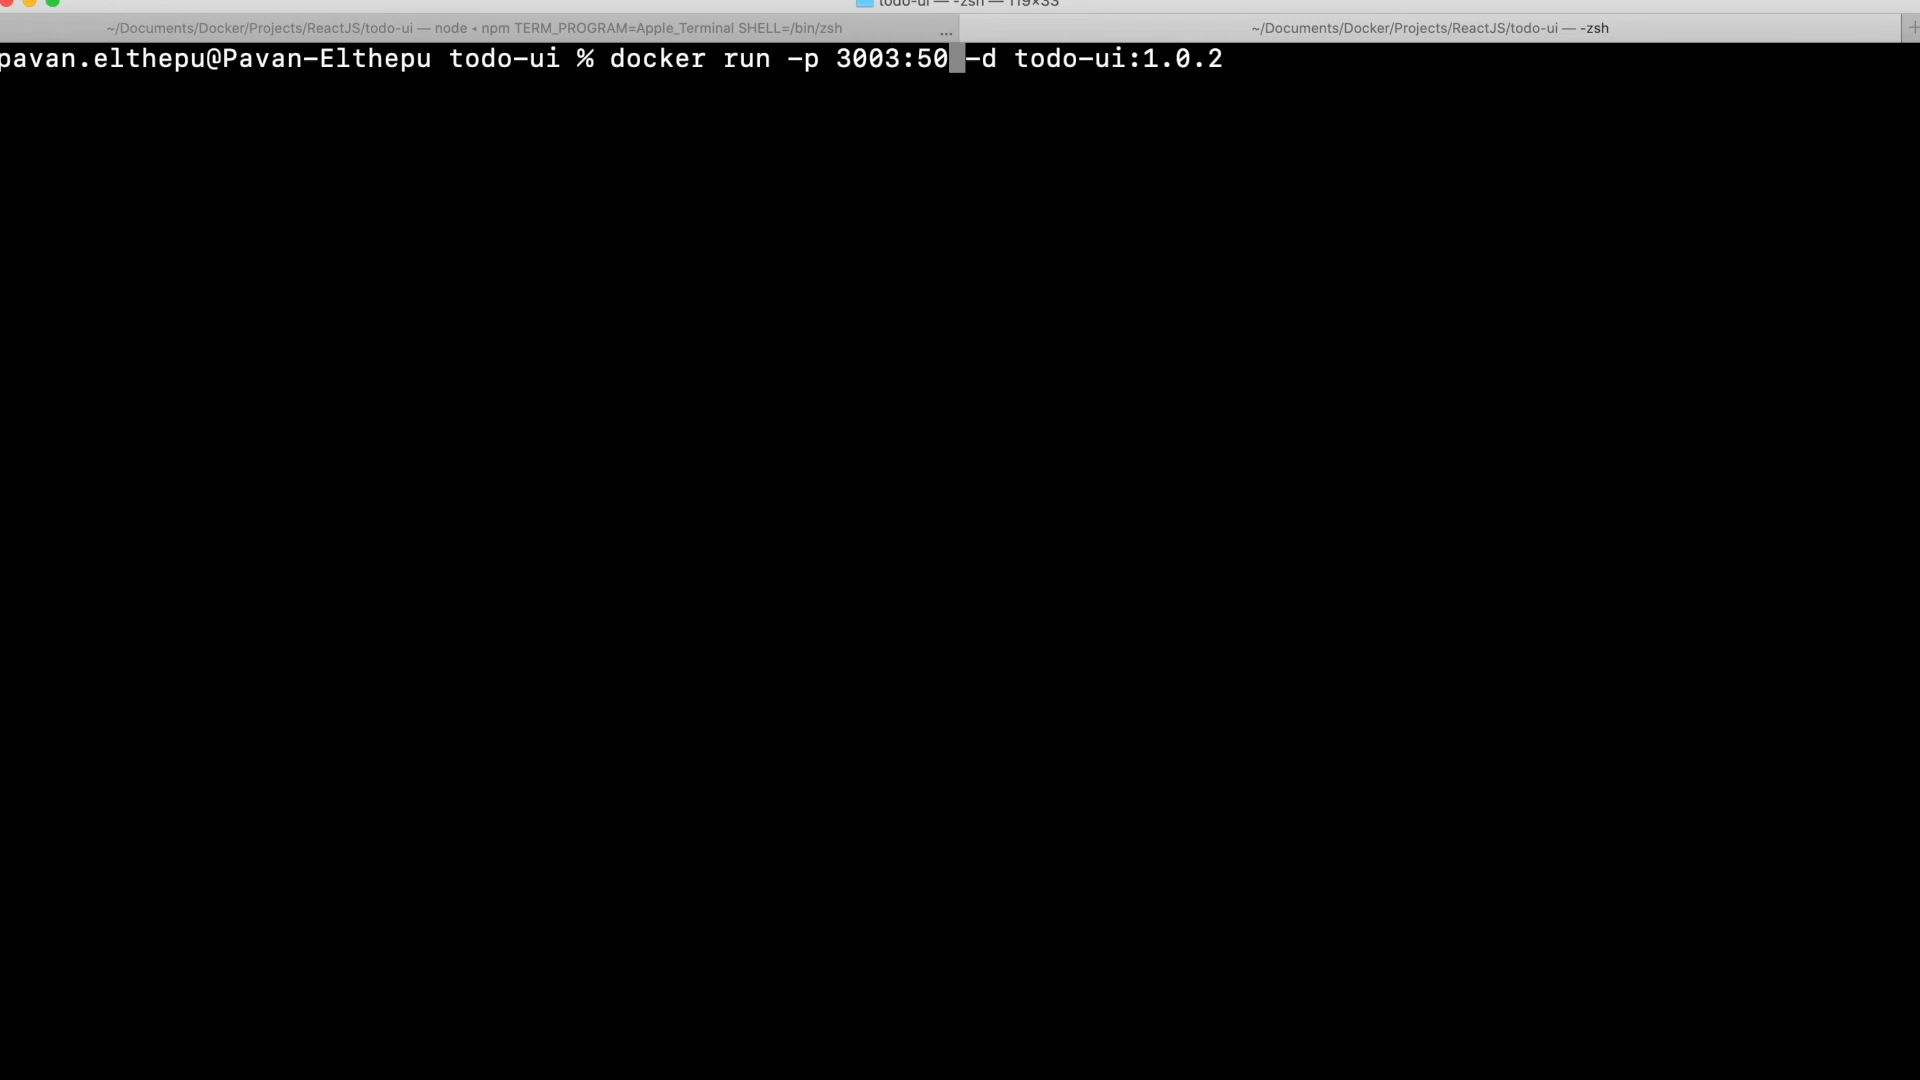 todo-ui — -zsh — 119×33
~/Documents/Docker/Projects/ReactJS/todo-ui — node • npm TERM_PROGRAM=Apple_Terminal SHELL=/bin/zsh ...
~/Documents/Docker/Projects/ReactJS/todo-ui — -zsh
pavan.elthepu@Pavan-Elthepu todo-ui % docker run -p 3003:50 -d todo-ui:1.0.2